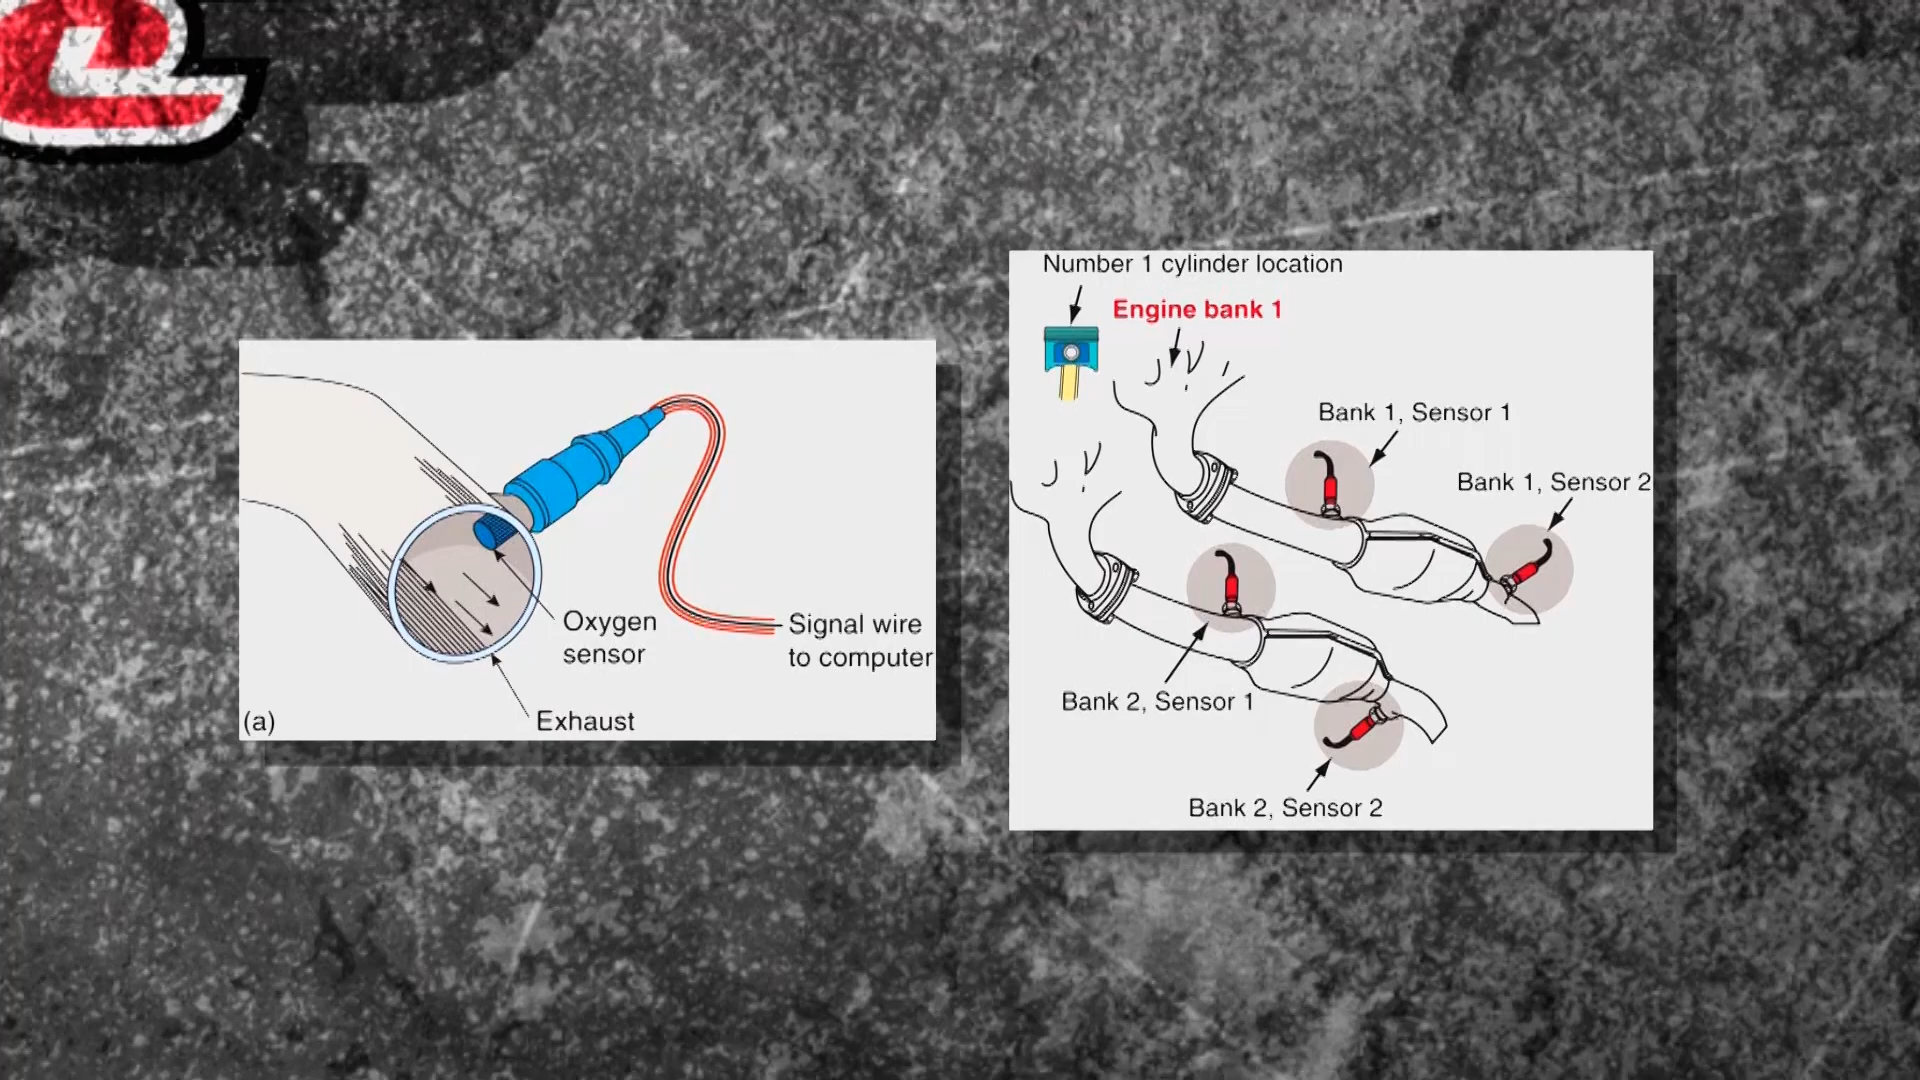 Oxygen
sensor
Signal wire
to computer
Exhaust
(a)
Number 1 cylinder location
Engine bank 1
Bank 1, Sensor 1
Bank 1, Sensor 2
Bank 2, Sensor 1
Bank 2, Sensor 2